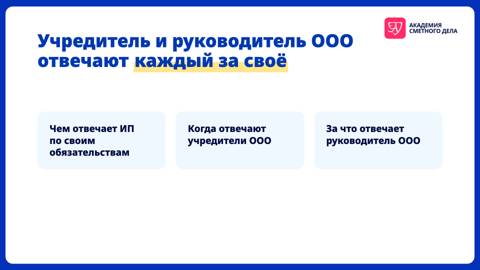 Учредитель и руководитель ООО
отвечают каждый за своё
АКАДЕМИЯ
СМЕТНОГО ДЕЛА
Чем отвечает ИП
по своим
обязательствам
Когда отвечают
учредители ООО
За что отвечает
руководитель ООО